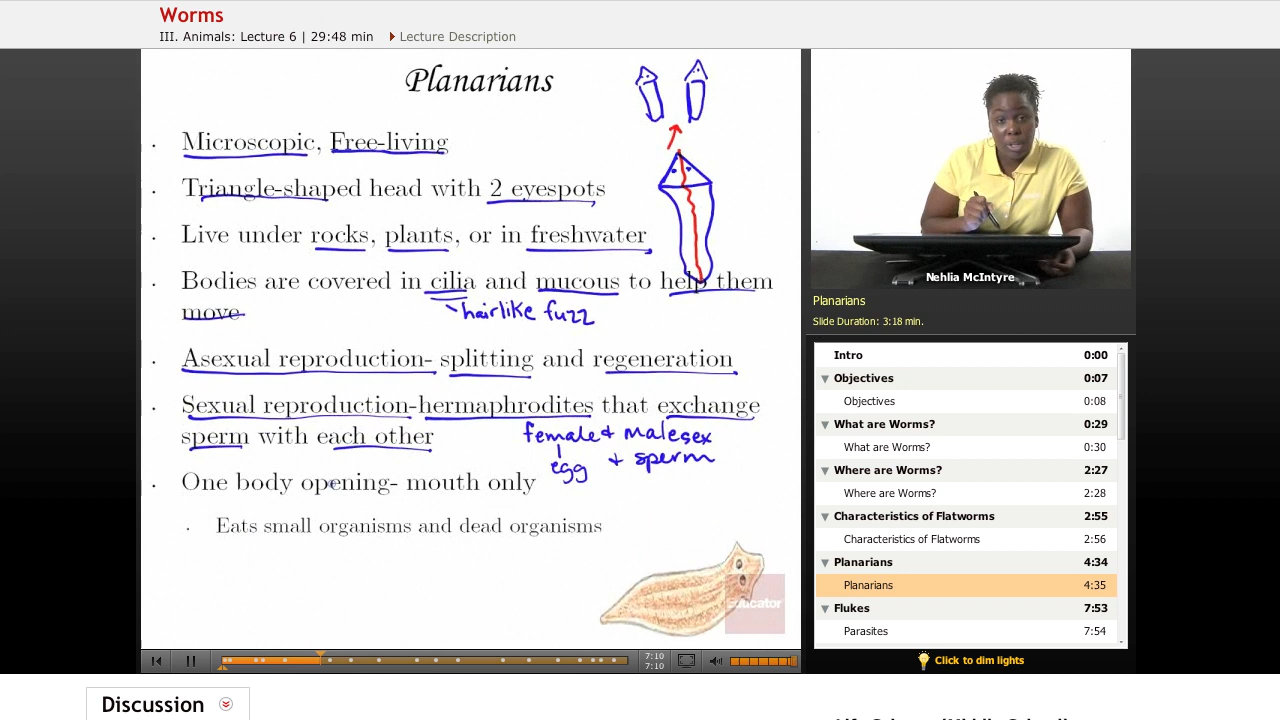 Worms
III. Animals: Lecture 6 | 29:48 min Lecture Description
Planarians
Microscopic, Free-living
Triangle-shaped head with 2 eyespots
Live under rocks, plants, or in freshwater
Bodies are covered in cilia and mucous to help them
move
hairlike fuzz
Asexual reproduction- splitting and regeneration
Sexual reproduction-hermaphrodites that exchange
sperm with each other
female + male sex
egg + sperm
One body opening- mouth only
Eats small organisms and dead organisms
Educator
Nehlia McIntyre
Planarians
Slide Duration: 3:18 min.
Intro 0:00
Objectives 0:07
Objectives 0:08
What are Worms? 0:29
What are Worms? 0:30
Where are Worms? 2:27
Where are Worms? 2:28
Characteristics of Flatworms 2:55
Characteristics of Flatworms 2:56
Planarians 4:34
Planarians 4:35
Flukes 7:53
Parasites 7:54
7:10
7:10
Click to dim lights
Discussion